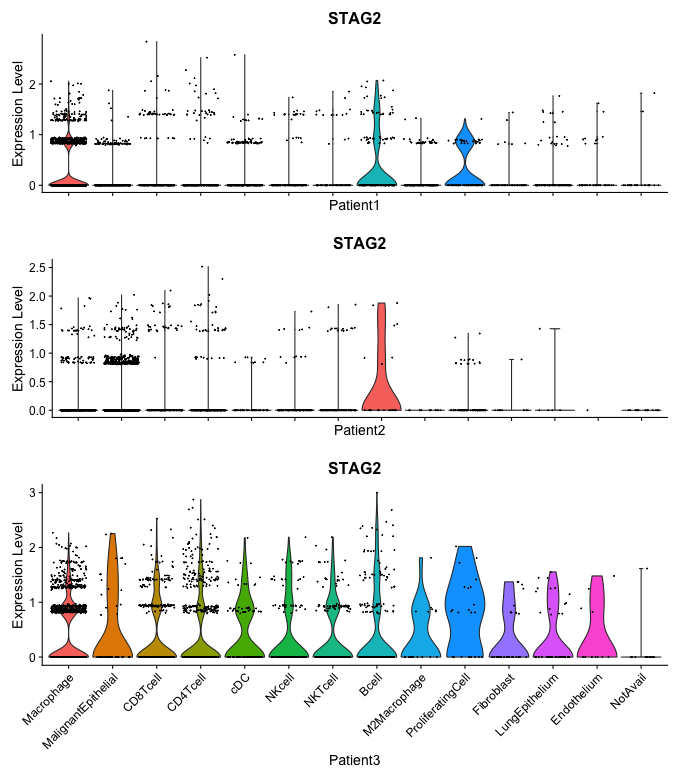 STAG2
Expression Level
2
1
0
Patient1
STAG2
Expression Level
2.5
2.0
1.5
1.0
0.5
0.0
Patient2
STAG2
Expression Level
3
2
1
0
Macrophage
MalignantEpithelial
CD8Tcell
CD4Tcell
cDC
NKcell
NKTcell
Bcell
M2Macrophage
ProliferatingCell
Fibroblast
LungEpithelium
Endothelium
NotAvail
Patient3